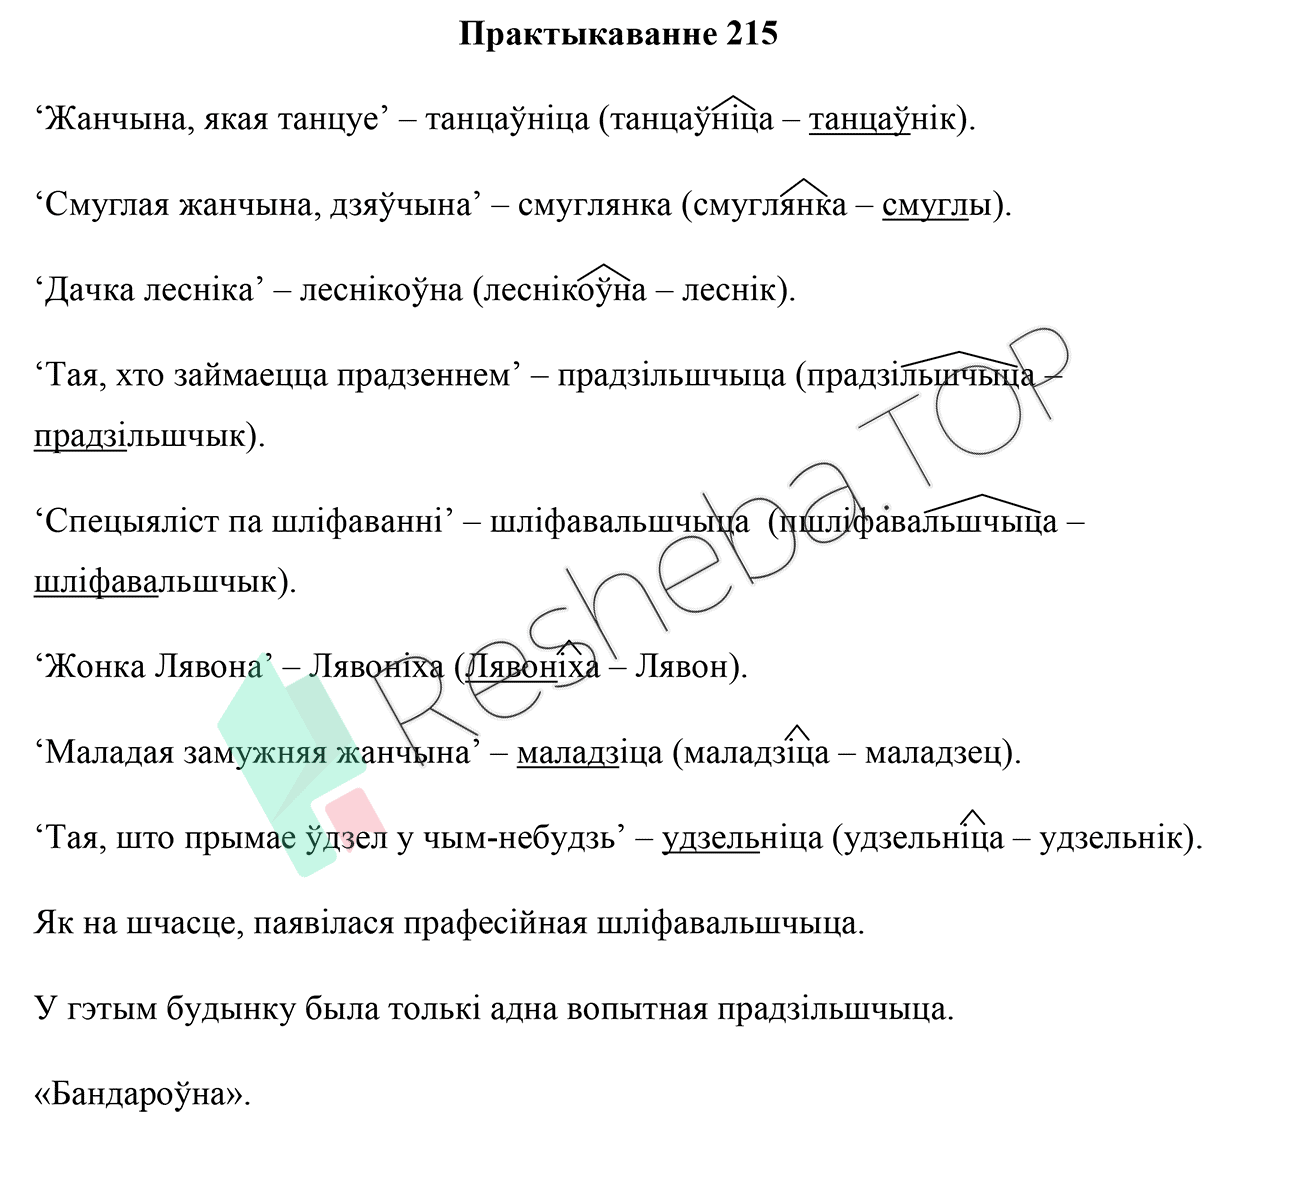 Практыкаванне 215
‘Жанчына, якая танцуе’ – танцаўніца (танцаўніца – танцаўнік).
‘Смуглая жанчына, дзяўчына’ – смуглянка (смуглянка – смуглы).
‘Дачка лесніка’ – леснікоўна (леснікоўна – леснік).
‘Тая, хто займаецца прадзеннем’ – прадзільшчыца (прадзільшчыца –
прадзільшчык).
‘Спецыяліст па шліфаванні’ – шліфавальшчыца (пшліфавальшчыца –
шліфавальшчык).
‘Жонка Лявона’ – Лявоніха (Лявоніха – Лявон).
‘Маладая замужняя жанчына’ – маладзіца (маладзіца – маладзец).
‘Тая, што прымае ўдзел у чым-небудзь’ – удзельніца (удзельніца – удзельнік).
Як на шчасце, паявілася прафесійная шліфавальшчыца.
У гэтым будынку была толькі адна вопытная прадзільшчыца.
«Бандароўна».
Resheba.TOP